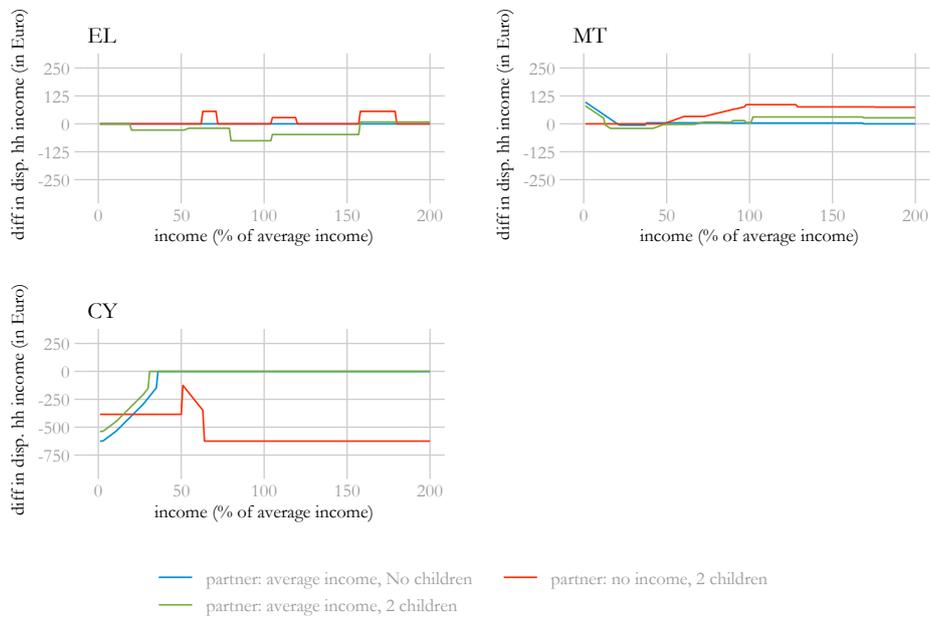 EL
diff in disp. hh income (in Euro)
250
125
0
-125
-250
0 50 100 150 200
income (% of average income)
MT
diff in disp. hh income (in Euro)
250
125
0
-125
-250
0 50 100 150 200
income (% of average income)
CY
diff in disp. hh income (in Euro)
250
0
-250
-500
-750
0 50 100 150 200
income (% of average income)
partner: average income, No children
partner: no income, 2 children
partner: average income, 2 children